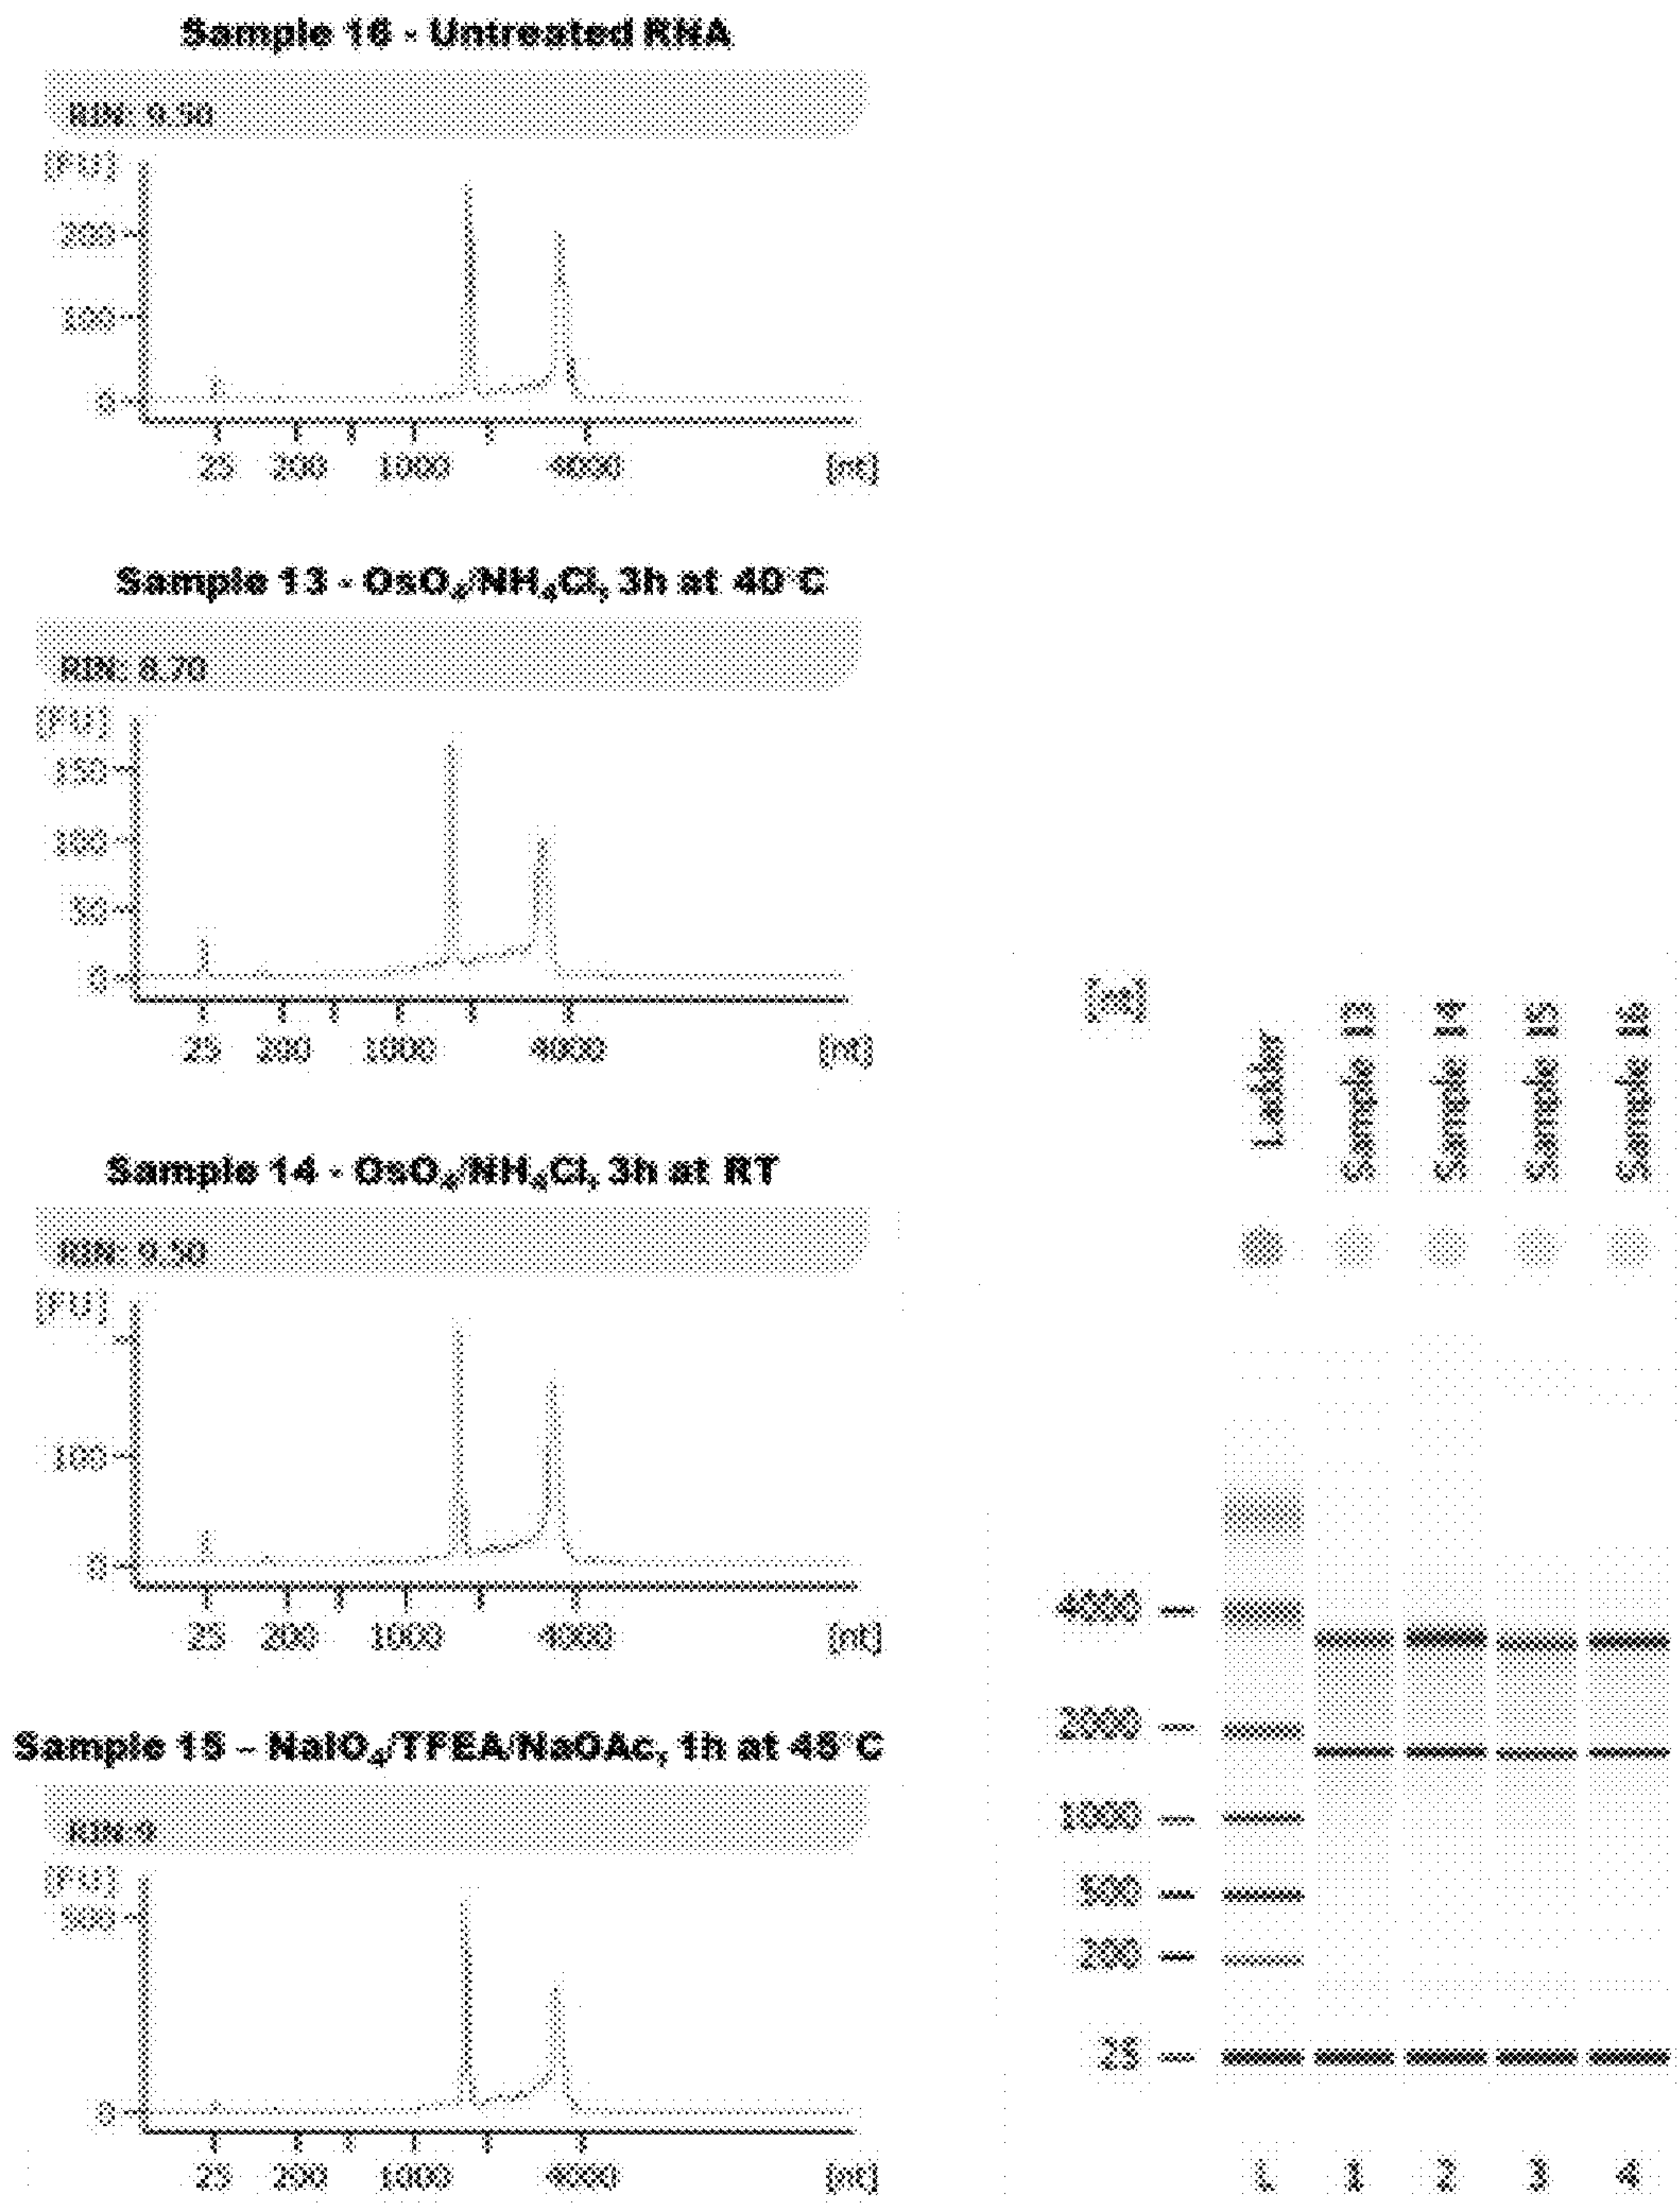 Sample 16 - Untreated RNA
RIN: 9.50
[FU]
200
100
0
25 200 1000 4000 [nt]
Sample 13 - OsO₄/NH₄Cl, 3h at 40°C
RIN: 8.70
[FU]
150
100
50
0
25 200 1000 4000 [nt]
Sample 14 - OsO₄/NH₄Cl, 3h at RT
RIN: 9.50
[FU]
100
0
25 200 1000 4000 [nt]
Sample 15 – NaIO₄/TFEA/NaOAc, 1h at 45°C
RIN:9
[FU]
0
25 200 1000 4000 [nt]
[nt]
Ladder
Sample 13
Sample 14
Sample 15
Sample 16
4000
2000
1000
500
200
25
L 1 2 3 4